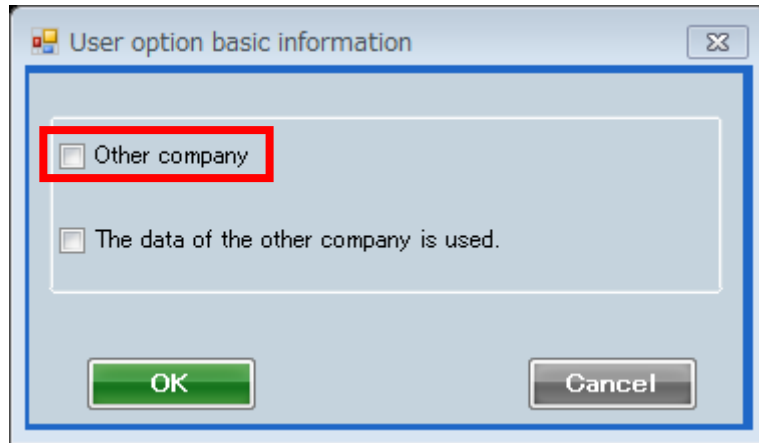 User option basic information
Other company
The data of the other company is used.
OK
Cancel